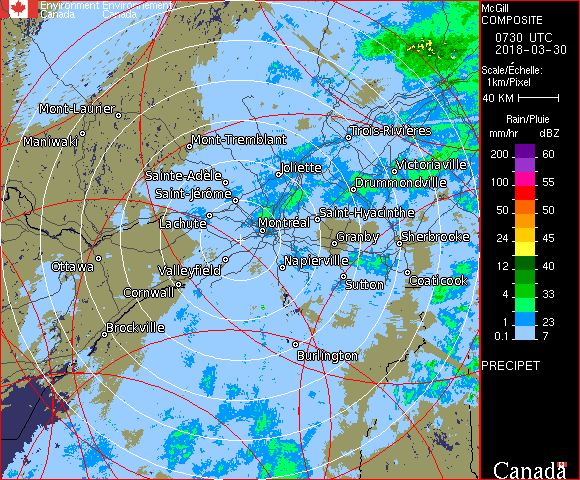 Environment Environnement
Canada Canada
McGill
COMPOSITE
0730 UTC
2018-03-30
Scale/Échelle:
1km/Pixel
40 KM
Rain/Pluie
mm/hr dBZ
200 60
100 55
50 50
24 45
12 40
4 33
1 23
0.1 7
PRECIPET
Canada
Mont-Laurier
Maniwaki
Mont-Tremblant
Trois-Rivières
Sainte-Adèle
Joliette
Victoriaville
Saint-Jérôme
Drummondville
Lachute
Montréal
Saint-Hyacinthe
Granby
Sherbrooke
Ottawa
Valleyfield
Napierville
Cornwall
Sutton
Coaticook
Brockville
Burlington